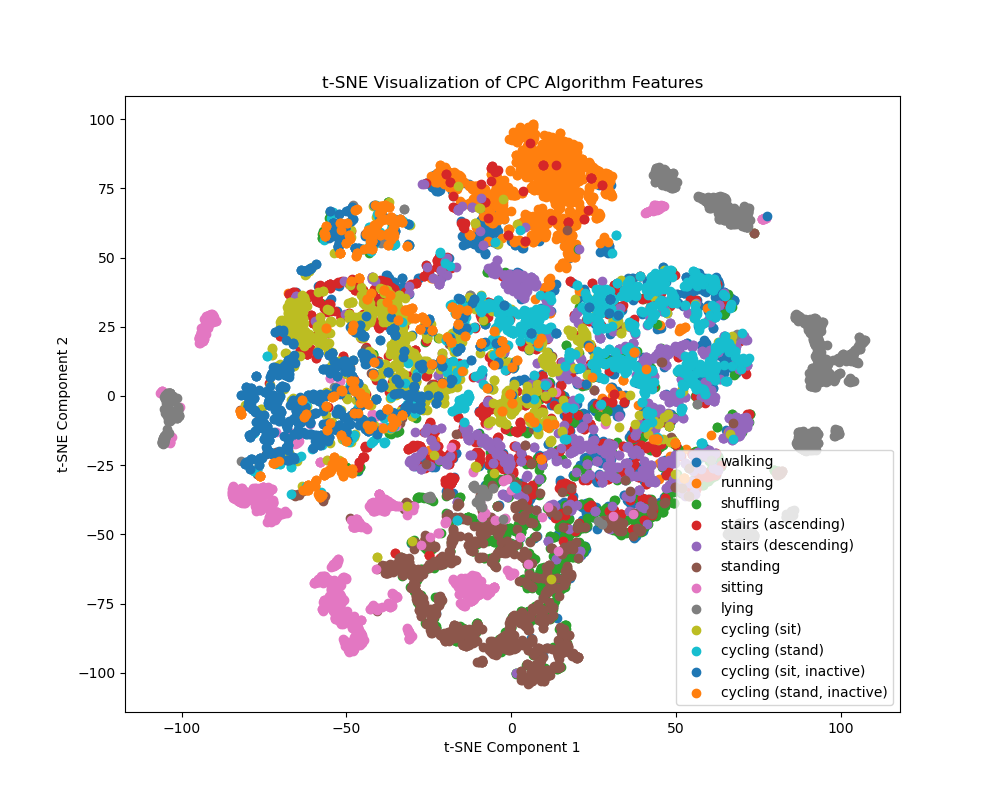 t-SNE Visualization of CPC Algorithm Features
t-SNE Component 2
100
75
50
25
0
−25
−50
−75
−100
walking
running
shuffling
stairs (ascending)
stairs (descending)
standing
sitting
lying
cycling (sit)
cycling (stand)
cycling (sit, inactive)
cycling (stand, inactive)
−100
−50
0
50
100
t-SNE Component 1